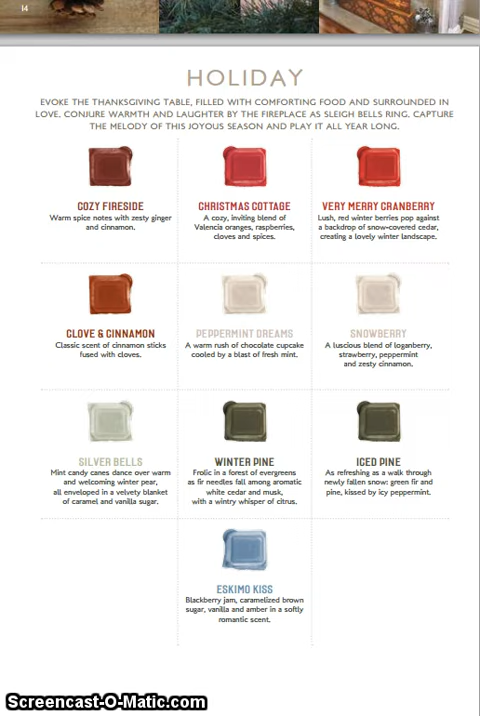 14
HOLIDAY
EVOKE THE THANKSGIVING TABLE, FILLED WITH COMFORTING FOOD AND SURROUNDED IN
LOVE. CONJURE WARMTH AND LAUGHTER BY THE FIREPLACE AS SLEIGH BELLS RING. CAPTURE
THE MELODY OF THIS JOYOUS SEASON AND PLAY IT ALL YEAR LONG.
COZY FIRESIDE
Warm spice notes with zesty ginger
and cinnamon.
CHRISTMAS COTTAGE
A cozy, inviting blend of
Valencia oranges, raspberries,
cloves and spices.
VERY MERRY CRANBERRY
Lush, red winter berries pop against
a backdrop of snow-covered cedar,
creating a lovely winter landscape.
CLOVE & CINNAMON
Classic scent of cinnamon sticks
fused with cloves.
PEPPERMINT DREAMS
A warm rush of chocolate cupcake
cooled by a blast of fresh mint.
SNOWBERRY
A luscious blend of loganberry,
strawberry, peppermint
and zesty cinnamon.
SILVER BELLS
Mint candy canes dance over warm
and welcoming winter pear,
all enveloped in a velvety blanket
of caramel and vanilla sugar.
WINTER PINE
Frolic in a forest of evergreens
as fir needles fall among aromatic
white cedar and musk,
with a wintry whisper of citrus.
ICED PINE
As refreshing as a walk through
newly fallen snow: green fir and
pine, kissed by icy peppermint.
ESKIMO KISS
Blackberry jam, caramelized brown
sugar, vanilla and amber in a softly
romantic scent.
Screencast-O-Matic.com